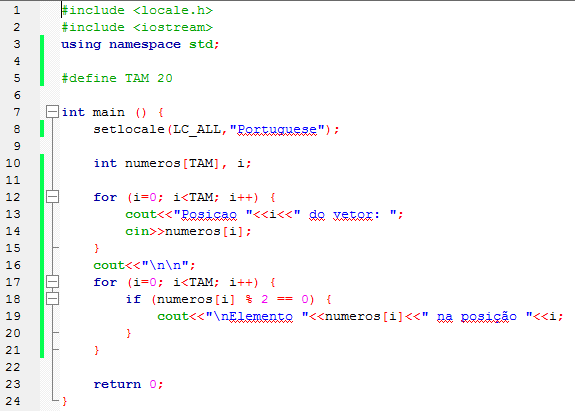 1 #include <locale.h>
2 #include <iostream>
3 using namespace std;
4
5 #define TAM 20
6
7 int main () {
8     setlocale(LC_ALL,"Portuguese");
9
10     int numeros[TAM], i;
11
12     for (i=0; i<TAM; i++) {
13         cout<<"Posicao "<<i<<" do vetor: ";
14         cin>>numeros[i];
15     }
16     cout<<"\n\n";
17     for (i=0; i<TAM; i++) {
18         if (numeros[i] % 2 == 0) {
19             cout<<"\nElemento "<<numeros[i]<<" na posição "<<i;
20         }
21     }
22
23     return 0;
24 }